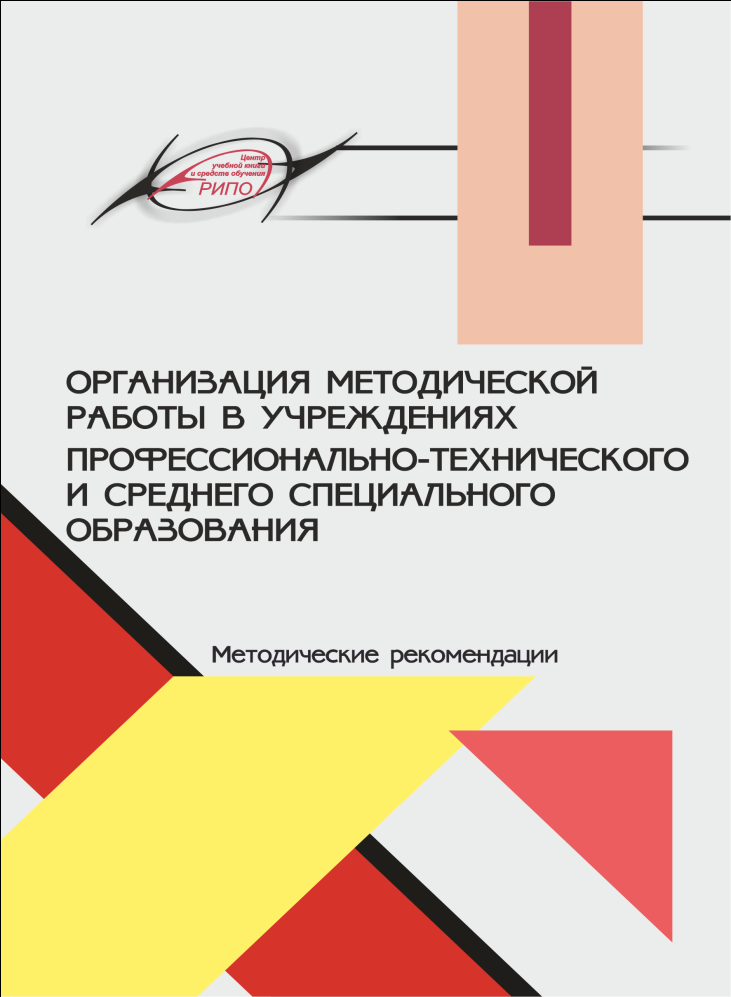 Центр
учебной книги
и средств обучения
РИПО
ОРГАНИЗАЦИЯ МЕТОДИЧЕСКОЙ
РАБОТЫ В УЧРЕЖДЕНИЯХ
ПРОФЕССИОНАЛЬНО-ТЕХНИЧЕСКОГО
И СРЕДНЕГО СПЕЦИАЛЬНОГО
ОБРАЗОВАНИЯ
Методические рекомендации